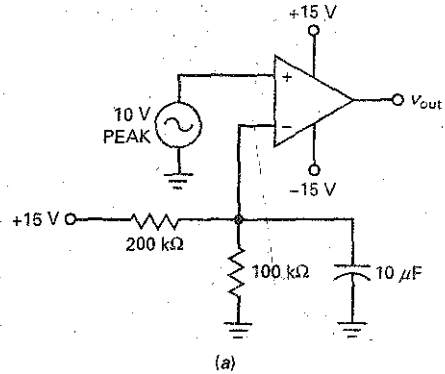 +15 V
+
10 V
PEAK
−
v_out
−15 V
+15 V
200 kΩ
100 kΩ
10 μF
(a)